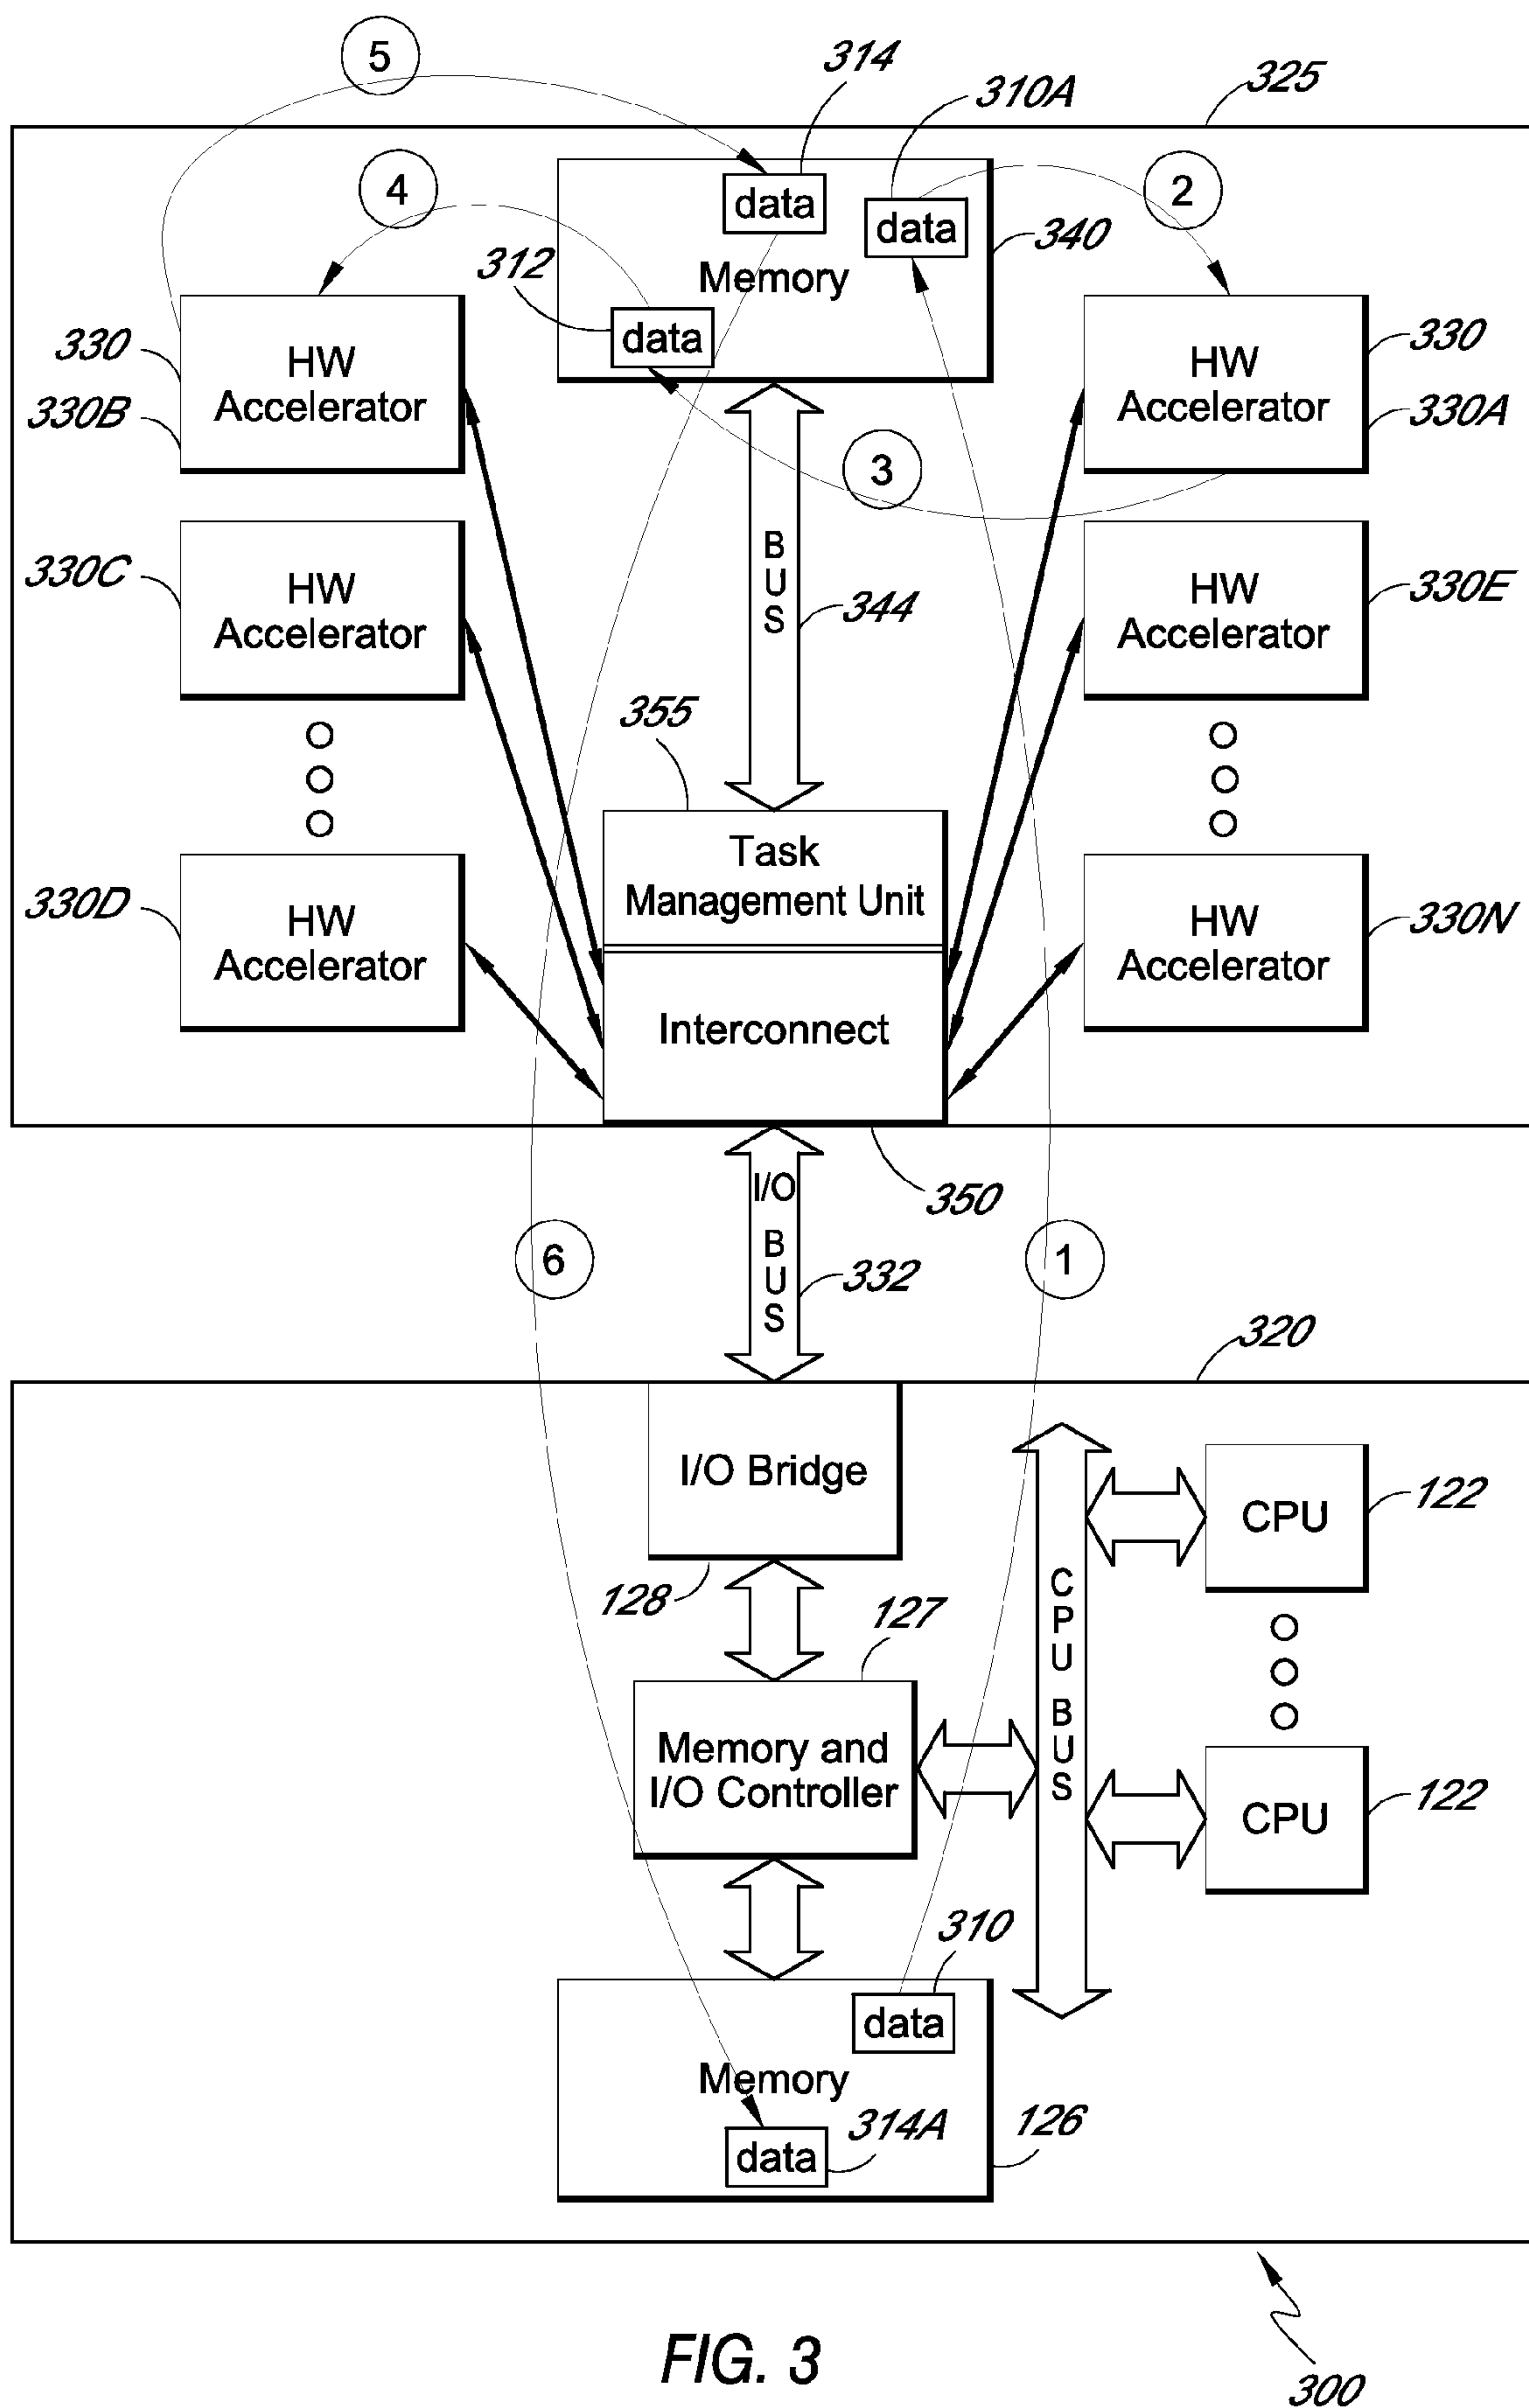 5
314
310A
325
4
data
2
data
340
312
Memory
data
330
HW
Accelerator
330B
HW
Accelerator
330
330A
3
B
U
S
344
330C
HW
Accelerator
HW
Accelerator
330E
355
Task
Management Unit
330D
HW
Accelerator
HW
Accelerator
330N
Interconnect
I/O
B
U
S
350
6
1
332
320
I/O Bridge
CPU
122
128
C
P
U
B
U
S
127
Memory and
I/O Controller
CPU
122
310
data
Memory
314A
126
data
FIG. 3
300